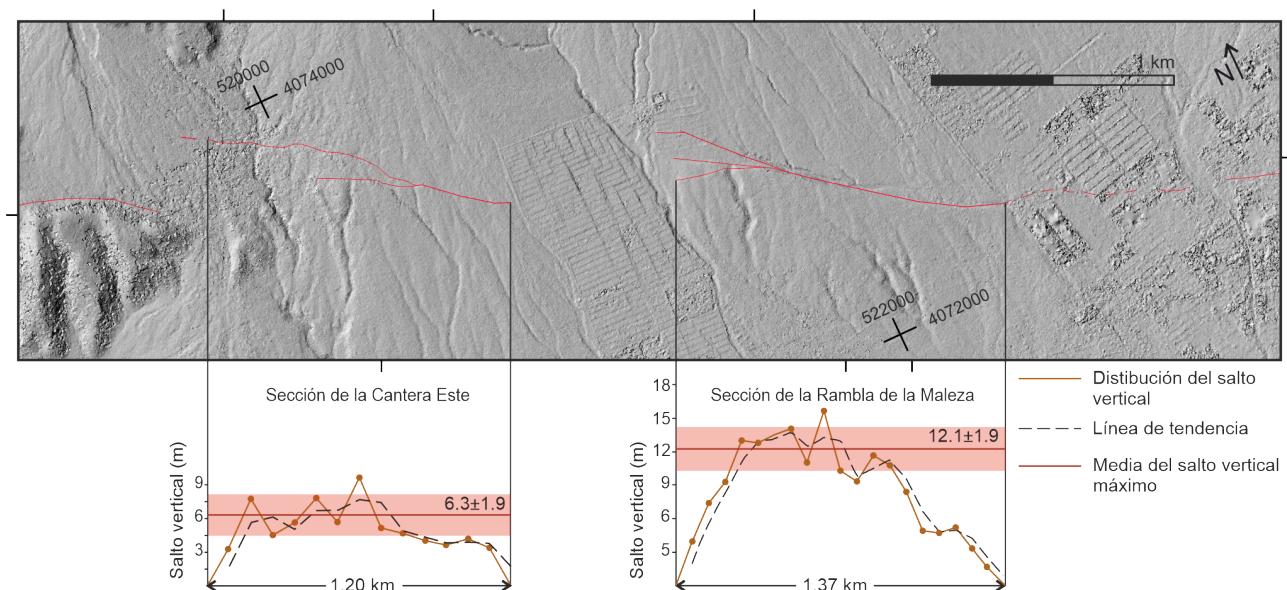 520000
4074000
1 km
N
522000
4072000
Sección de la Cantera Este
Salto vertical (m)
9
6
3
6.3±1.9
1.20 km
Sección de la Rambla de la Maleza
Salto vertical (m)
18
15
12
9
5
12.1±1.9
1.37 km
Distibución del salto
vertical
Línea de tendencia
Media del salto vertical
máximo